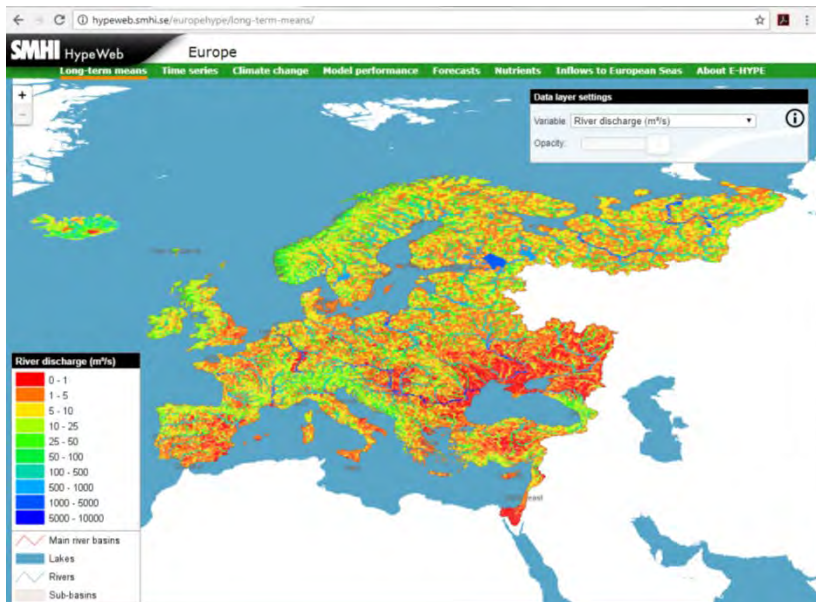 hypeweb.smhi.se/europehype/long-term-means/
SMHI HypeWeb Europe
Long-term means Time series Climate change Model performance Forecasts Nutrients Inflows to European Seas About E-HYPE
+
-
Data layer settings
Variable: River discharge (m³/s)
Opacity:
River discharge (m³/s)
0 - 1
1 - 5
5 - 10
10 - 25
25 - 50
50 - 100
100 - 500
500 - 1000
1000 - 5000
5000 - 10000
Main river basins
Lakes
Rivers
Sub-basins